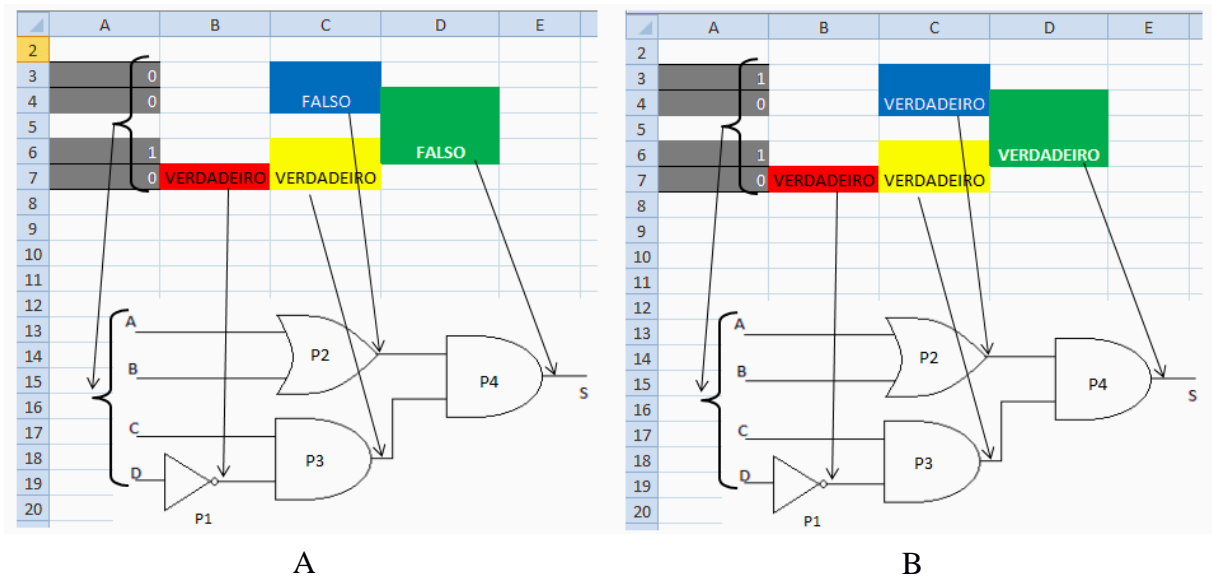 A B C D E
2
3 0
4 0 FALSO
5
6 1 FALSO
7 0 VERDADEIRO VERDADEIRO
8
9
10
11
12
13 A
14 P2
15 B P4
16 S
17 C
18 P3
19 D
20 P1
A
A B C D E
2
3 1
4 0 VERDADEIRO
5
6 1 VERDADEIRO
7 0 VERDADEIRO VERDADEIRO
8
9
10
11
12
13 A
14 P2
15 B P4
16 S
17 C
18 P3
19 D
20 P1
B